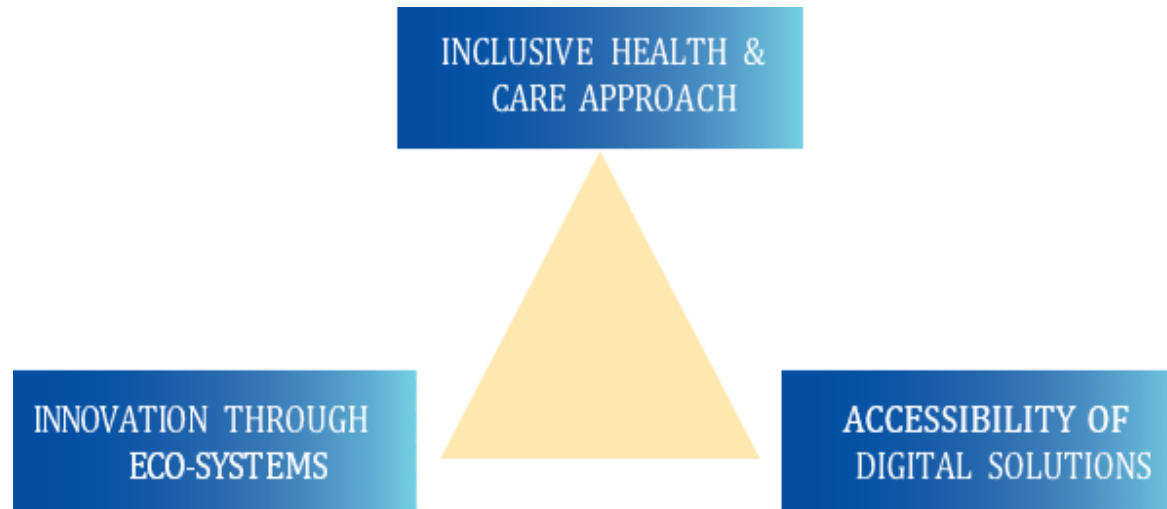 INCLUSIVE HEALTH &
CARE APPROACH
INNOVATION THROUGH
ECO-SYSTEMS
ACCESSIBILITY OF
DIGITAL SOLUTIONS